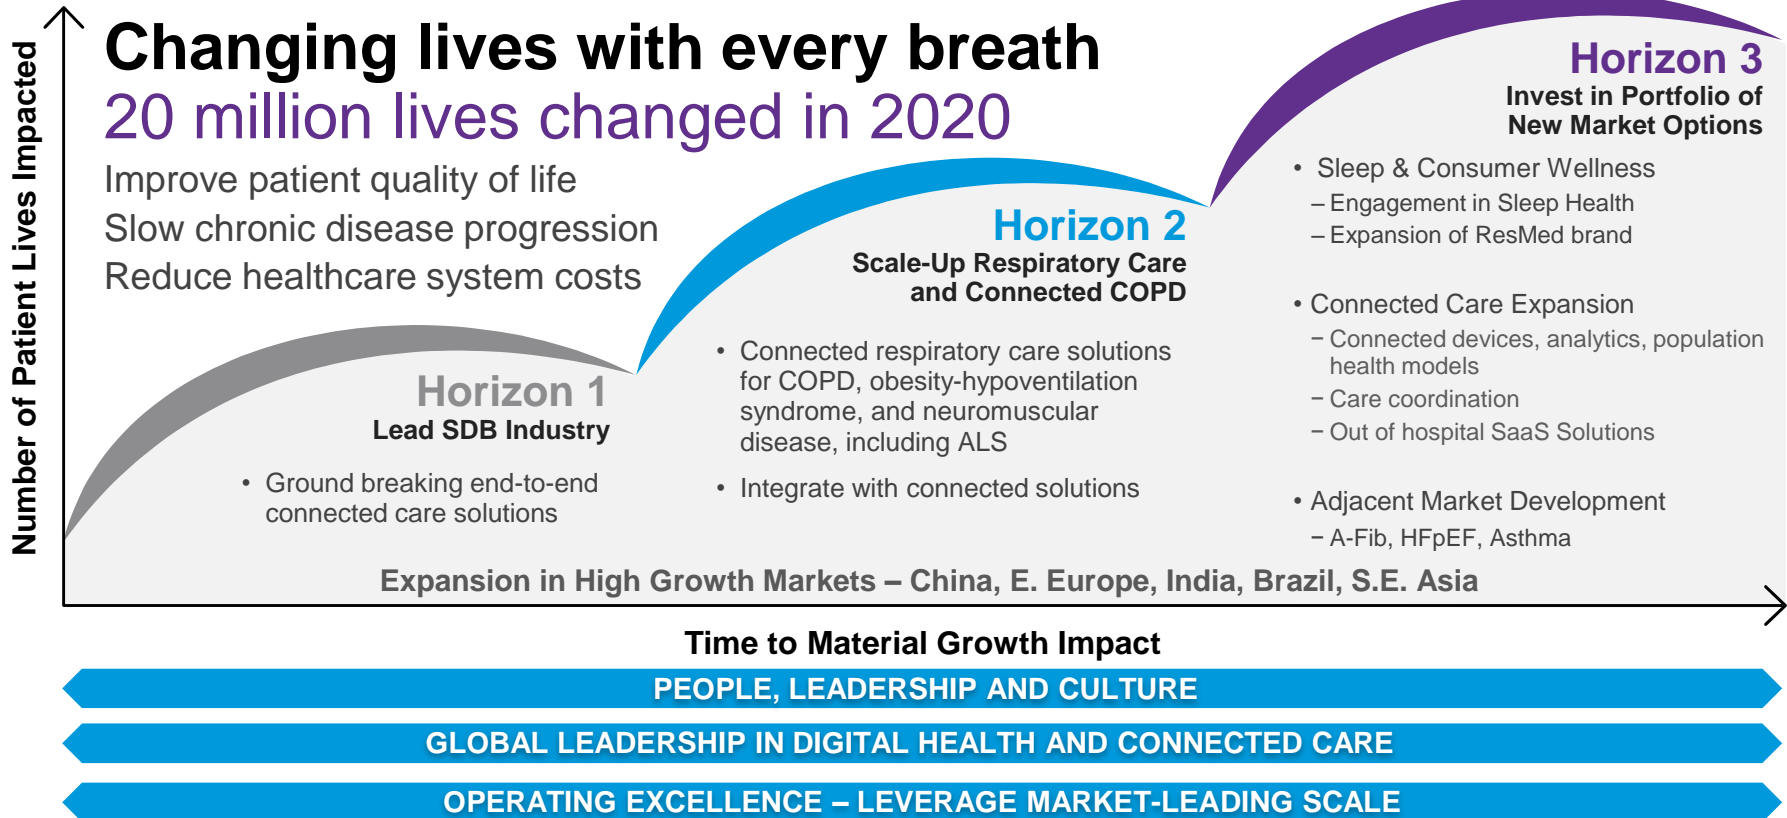 Changing lives with every breath
20 million lives changed in 2020
Improve patient quality of life
Slow chronic disease progression
Reduce healthcare system costs
Number of Patient Lives Impacted
Horizon 1
Lead SDB Industry
• Ground breaking end-to-end
connected care solutions
Horizon 2
Scale-Up Respiratory Care
and Connected COPD
• Connected respiratory care solutions
for COPD, obesity-hypoventilation
syndrome, and neuromuscular
disease, including ALS
• Integrate with connected solutions
Horizon 3
Invest in Portfolio of
New Market Options
• Sleep & Consumer Wellness
– Engagement in Sleep Health
– Expansion of ResMed brand
• Connected Care Expansion
− Connected devices, analytics, population
health models
− Care coordination
− Out of hospital SaaS Solutions
• Adjacent Market Development
− A-Fib, HFpEF, Asthma
Expansion in High Growth Markets – China, E. Europe, India, Brazil, S.E. Asia
Time to Material Growth Impact
PEOPLE, LEADERSHIP AND CULTURE
GLOBAL LEADERSHIP IN DIGITAL HEALTH AND CONNECTED CARE
OPERATING EXCELLENCE – LEVERAGE MARKET-LEADING SCALE